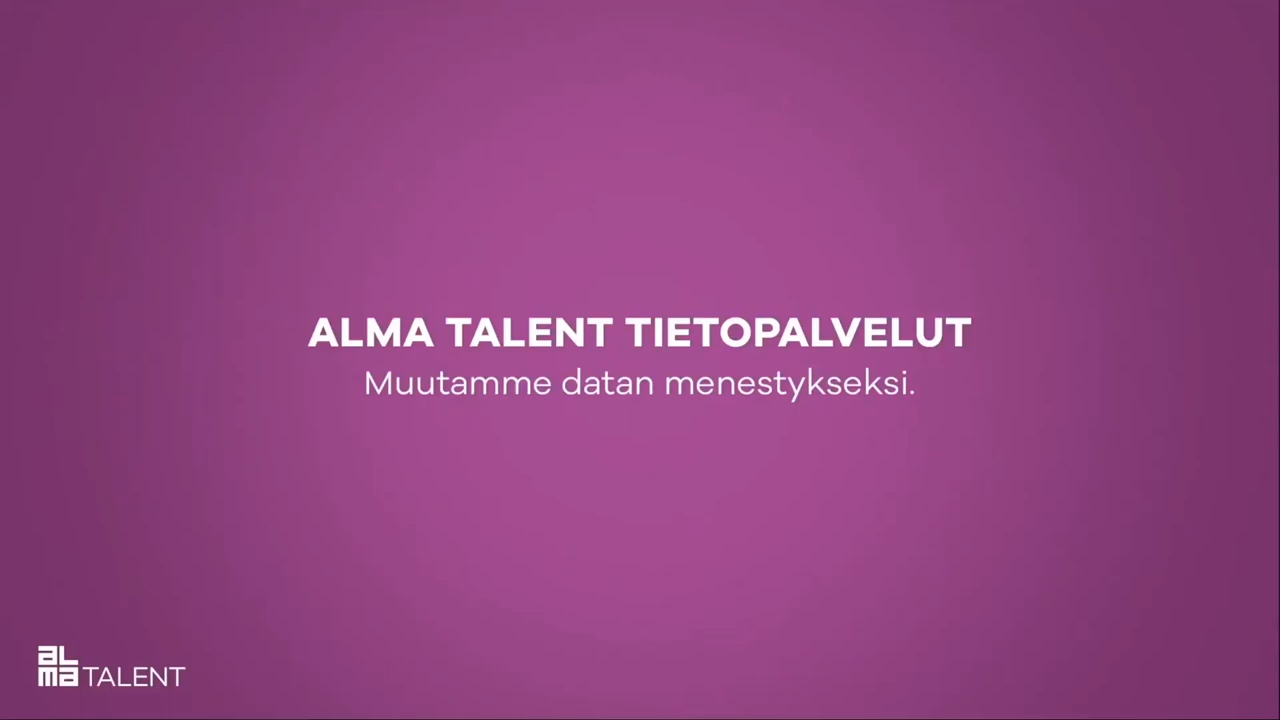 ALMA TALENT TIETOPALVELUT
Muutamme datan menestykseksi.
aL
ma TALENT